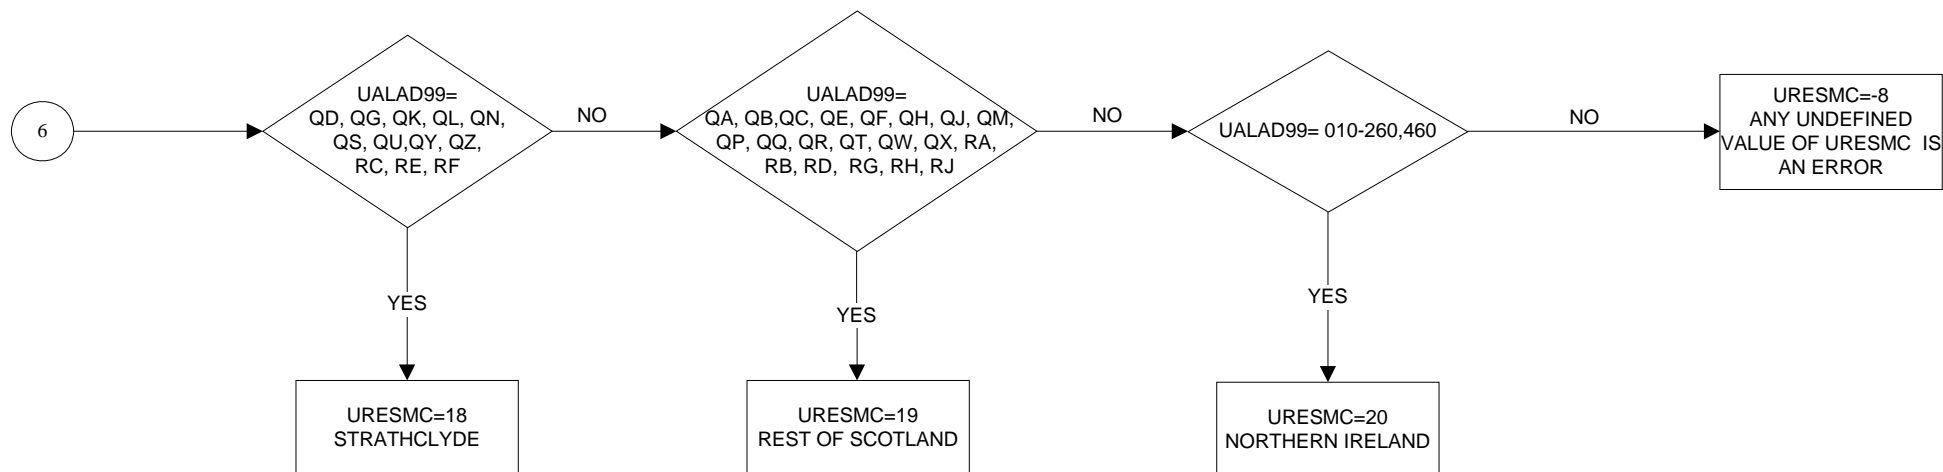 6
UALAD99=
QD, QG, QK, QL, QN,
QS, QU,QY, QZ,
RC, RE, RF
NO
UALAD99=
QA, QB,QC, QE, QF, QH, QJ, QM,
QP, QQ, QR, QT, QW, QX, RA,
RB, RD, RG, RH, RJ
NO
UALAD99= 010-260,460
NO
URESMC=-8
ANY UNDEFINED
VALUE OF URESMC IS
AN ERROR
YES
YES
YES
URESMC=18
STRATHCLYDE
URESMC=19
REST OF SCOTLAND
URESMC=20
NORTHERN IRELAND